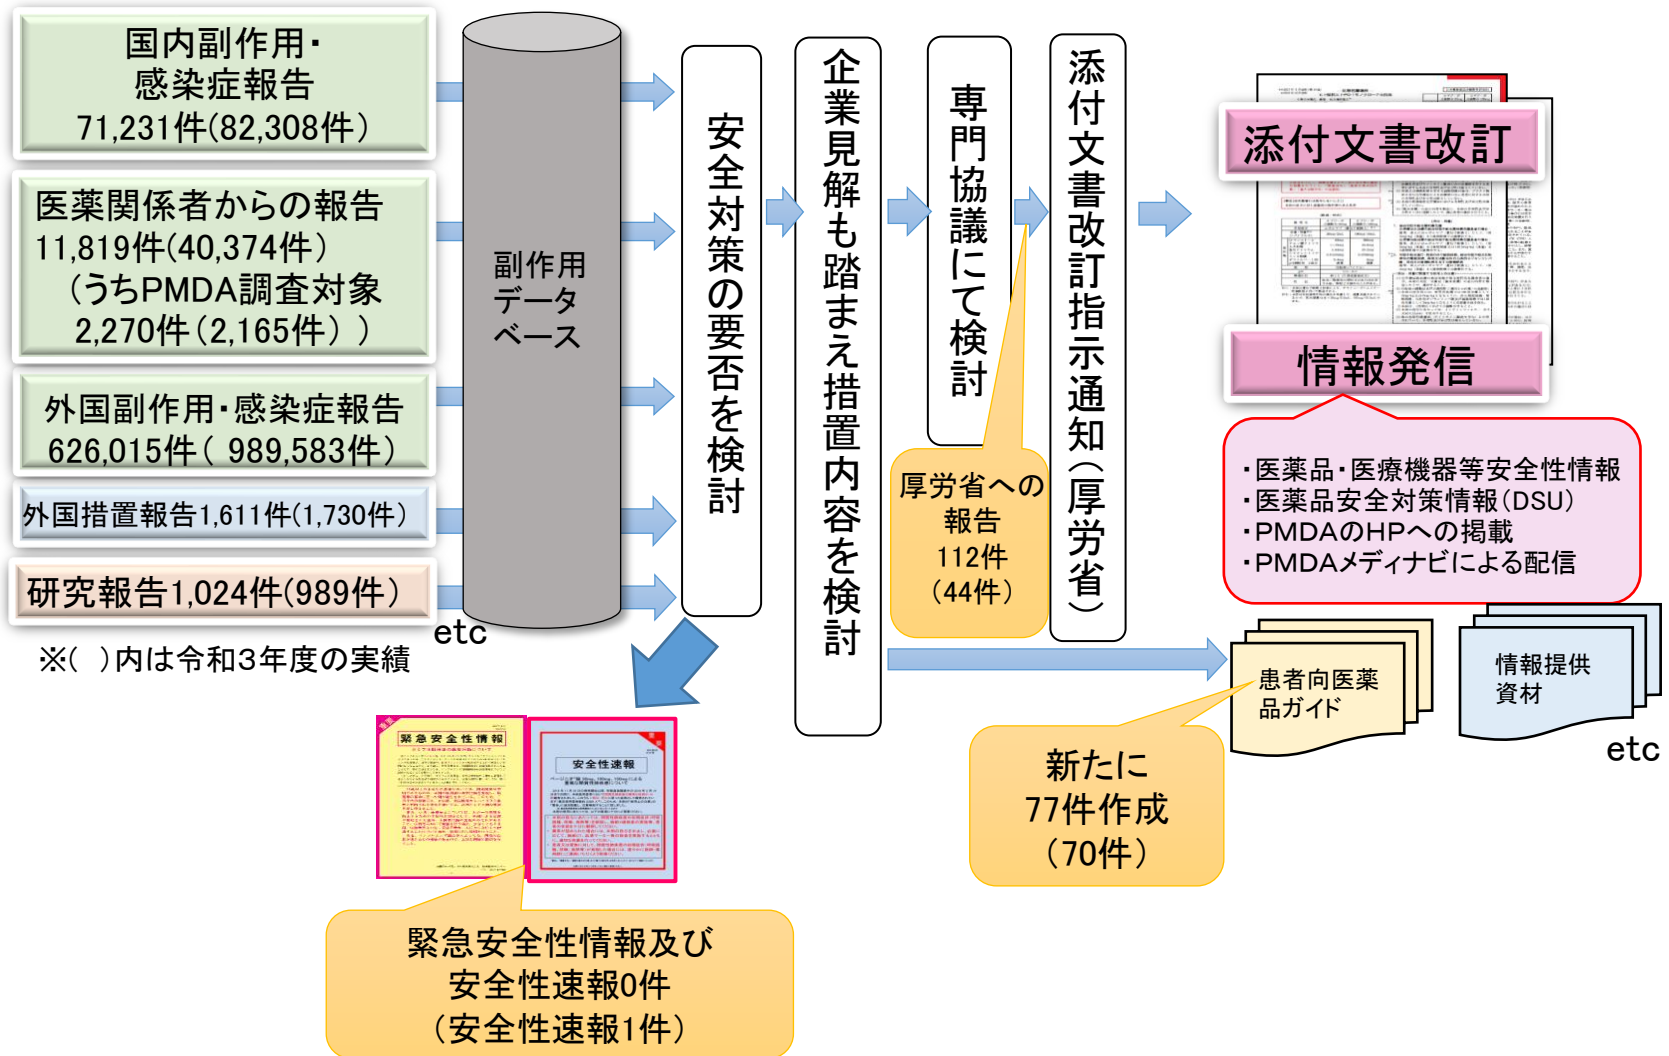 国内副作用・
感染症報告
71,231件(82,308件)
医薬関係者からの報告
11,819件(40,374件)
(うちPMDA調査対象
2,270件(2,165件) )
外国副作用・感染症報告
626,015件( 989,583件)
外国措置報告1,611件(1,730件)
研究報告1,024件(989件)
etc
※( )内は令和3年度の実績
副作用
データ
ベース
安全対策の要否を検討
企業見解も踏まえ措置内容を検討
専門協議にて検討
添付文書改訂指示通知(厚労省)
厚労省への
報告
112件
(44件)
添付文書改訂
情報発信
・医薬品・医療機器等安全性情報
・医薬品安全対策情報(DSU)
・PMDAのHPへの掲載
・PMDAメディナビによる配信
患者向医薬
品ガイド
情報提供
資材
etc
新たに
77件作成
(70件)
緊急安全性情報
安全性速報
緊急安全性情報及び
安全性速報0件
(安全性速報1件)